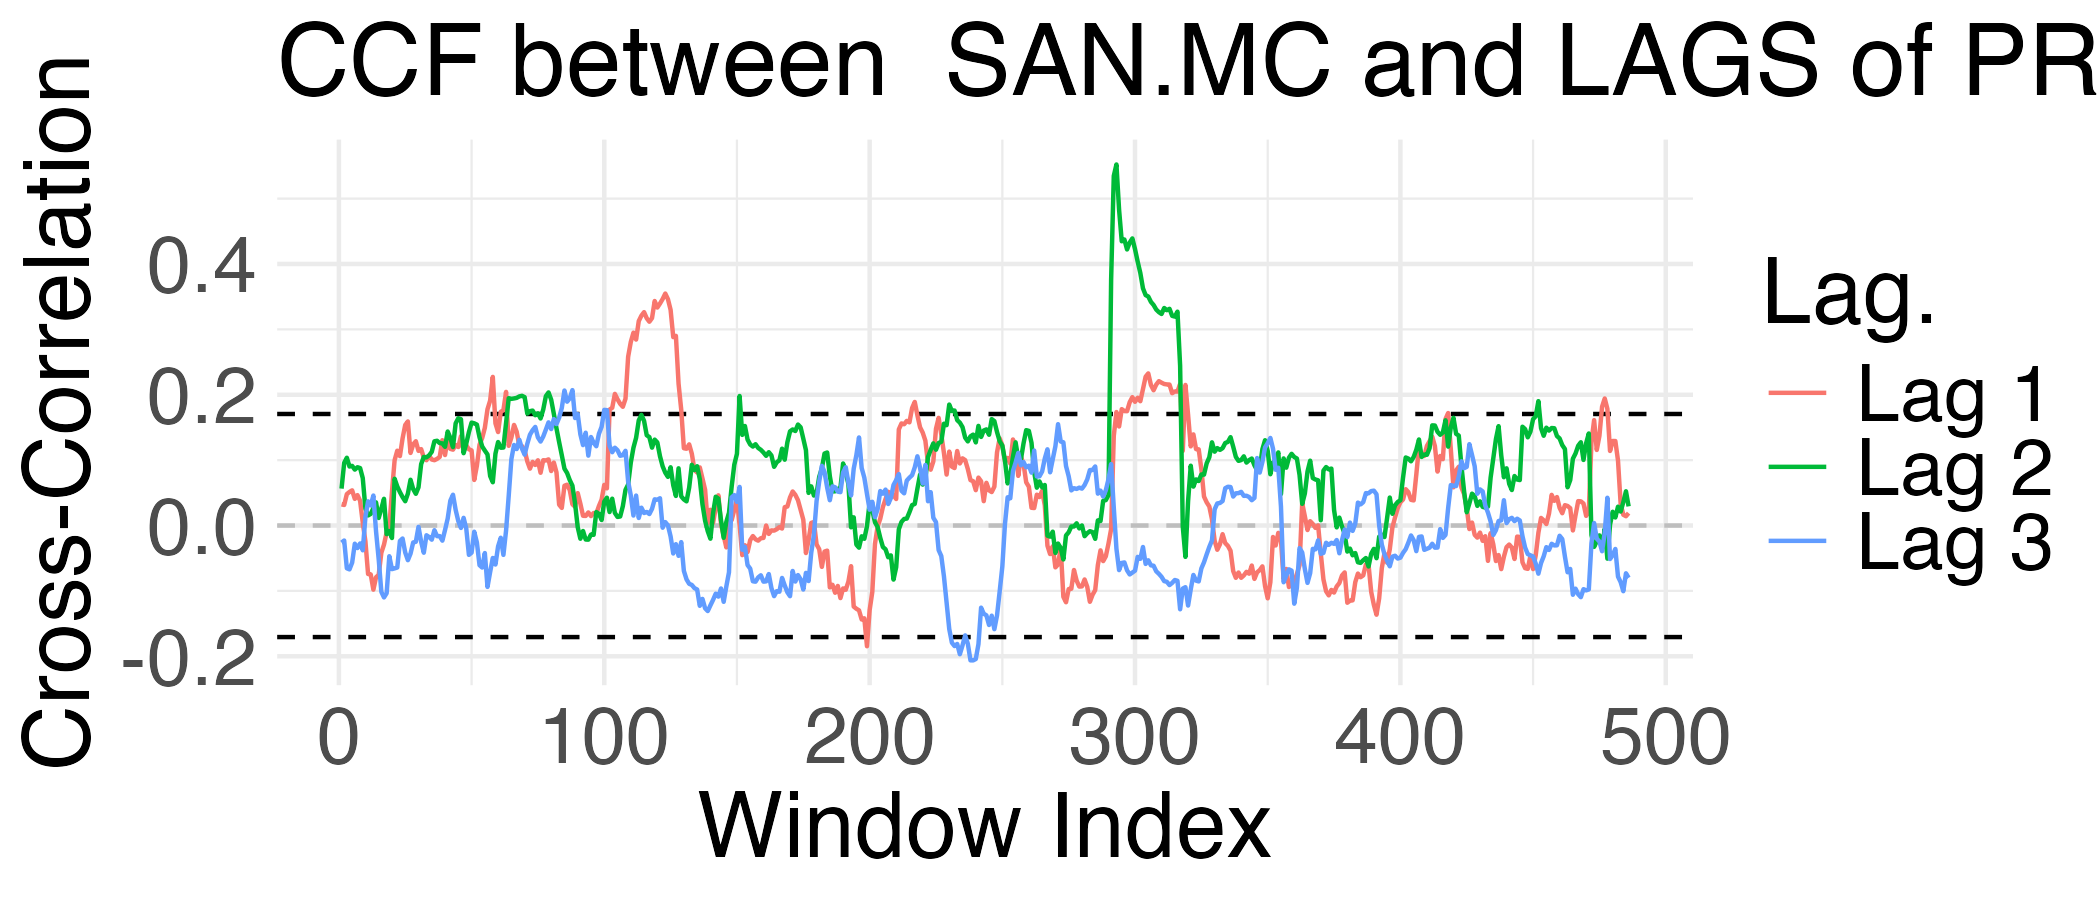 CCF between  SAN.MC and LAGS of PR
Cross-Correlation
0.4
0.2
0.0
-0.2
0 100 200 300 400 500
Window Index
Lag.
Lag 1
Lag 2
Lag 3